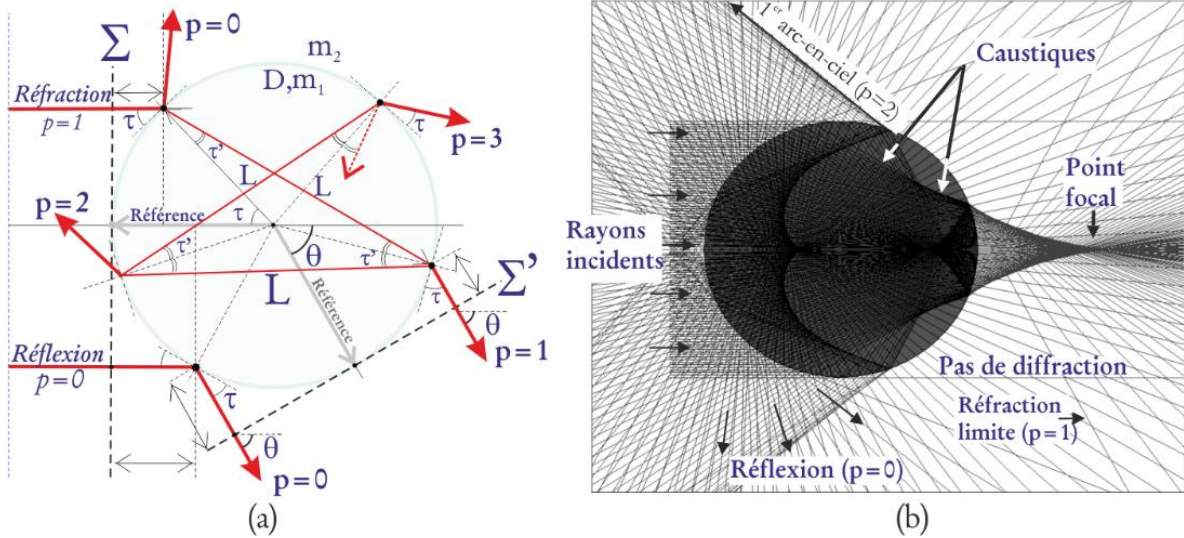 p=0
Σ
m₂
D,m₁
Réfraction
p=1
τ
τ'
L
L
τ
p=3
p=2
Référence
τ
θ
τ'
τ'
L
Référence
Σ'
τ
θ
p=1
Réflexion
p=0
τ
θ
p=0
(a)
1er arc-en-ciel (p=2)
Caustiques
Point
focal
Rayons
incidents
Pas de diffraction
Réfraction
limite (p=1)
Réflexion (p=0)
(b)